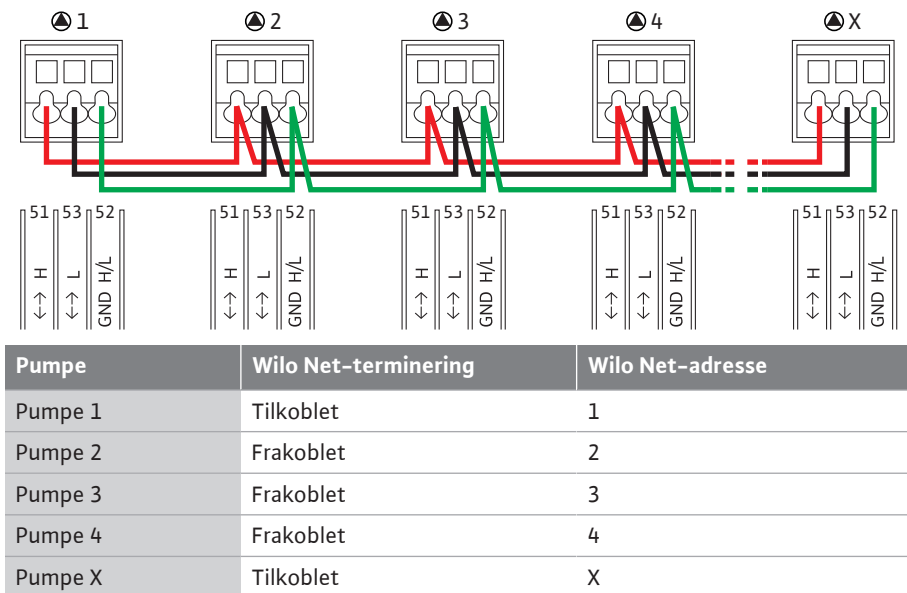 1 2 3 4 X
51 53 52 51 53 52 51 53 52 51 53 52 51 53 52
H L GND H/L H L GND H/L H L GND H/L H L GND H/L H L GND H/L
Pumpe Wilo Net-terminering Wilo Net-adresse
Pumpe 1 Tilkoblet 1
Pumpe 2 Frakoblet 2
Pumpe 3 Frakoblet 3
Pumpe 4 Frakoblet 4
Pumpe X Tilkoblet X